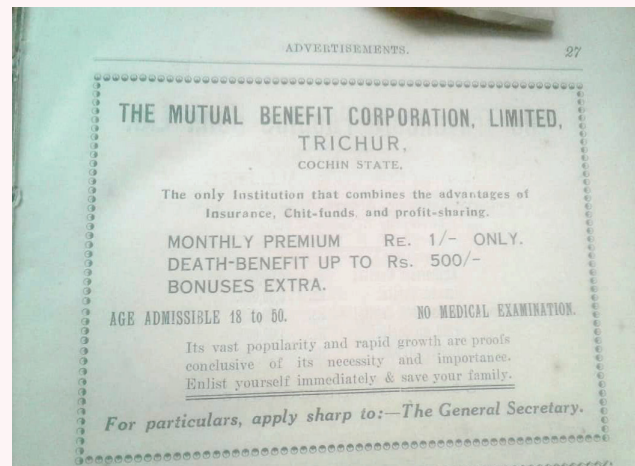 ADVERTISEMENTS. 27
THE MUTUAL BENEFIT CORPORATION, LIMITED,
TRICHUR,
COCHIN STATE.
The only Institution that combines the advantages of
Insurance, Chit-funds and profit-sharing.
MONTHLY PREMIUM RE. 1/- ONLY.
DEATH-BENEFIT UP TO Rs. 500/-
BONUSES EXTRA.
AGE ADMISSIBLE 18 to 50. NO MEDICAL EXAMINATION.
Its vast popularity and rapid growth are proofs
conclusive of its necessity and importance.
Enlist yourself immediately & save your family.
For particulars, apply sharp to:—The General Secretary.